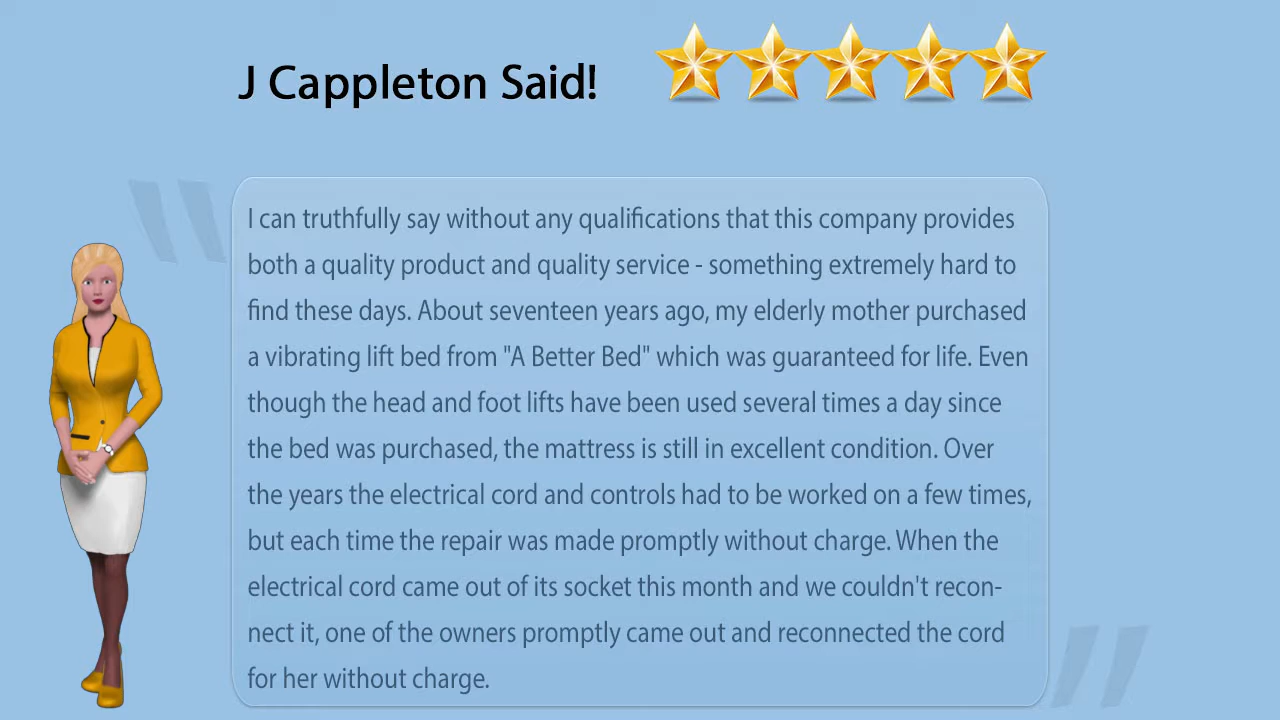 J Cappleton Said!
I can truthfully say without any qualifications that this company provides
both a quality product and quality service - something extremely hard to
find these days. About seventeen years ago, my elderly mother purchased
a vibrating lift bed from "A Better Bed" which was guaranteed for life. Even
though the head and foot lifts have been used several times a day since
the bed was purchased, the mattress is still in excellent condition. Over
the years the electrical cord and controls had to be worked on a few times,
but each time the repair was made promptly without charge. When the
electrical cord came out of its socket this month and we couldn't recon-
nect it, one of the owners promptly came out and reconnected the cord
for her without charge.